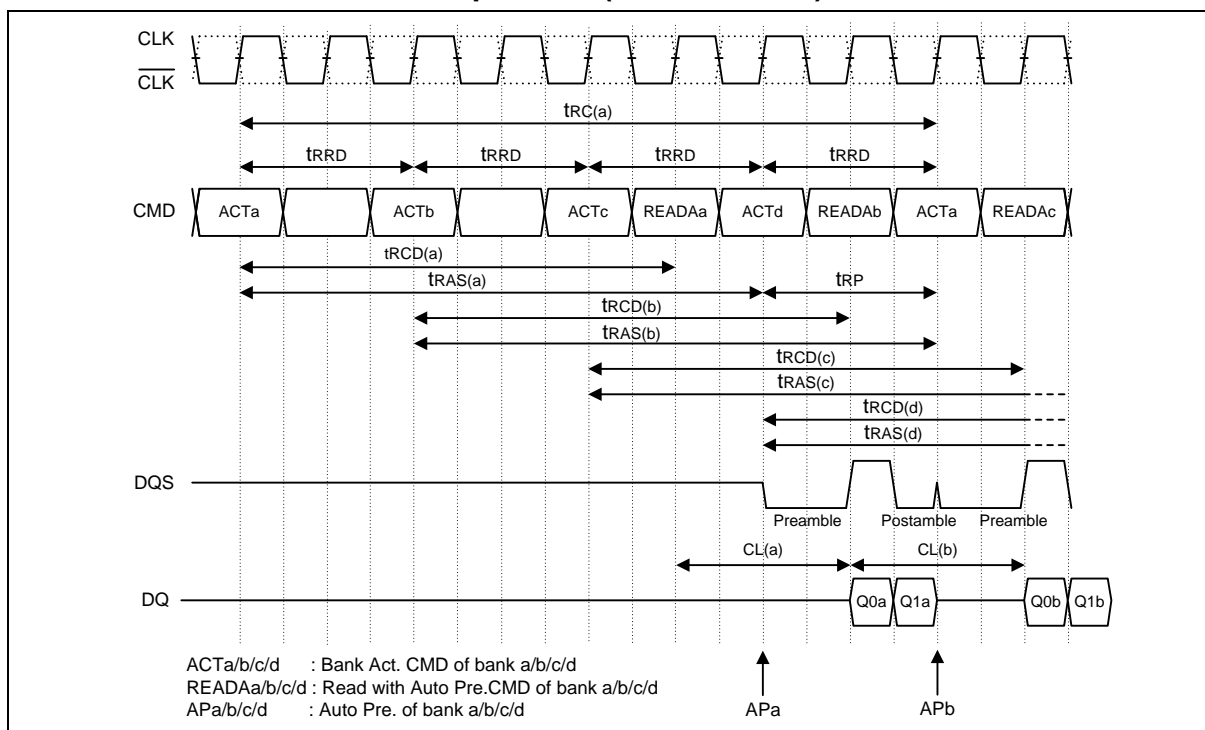 CLK
CLK
tRC(a)
tRRD tRRD tRRD tRRD
CMD ACTa ACTb ACTc READAa ACTd READAb ACTa READAc
tRCD(a)
tRAS(a) tRP
tRCD(b)
tRAS(b)
tRCD(c)
tRAS(c)
tRCD(d)
tRAS(d)
DQS
Preamble Postamble Preamble
CL(a) CL(b)
DQ Q0a Q1a Q0b Q1b
ACTa/b/c/d : Bank Act. CMD of bank a/b/c/d
READAa/b/c/d : Read with Auto Pre.CMD of bank a/b/c/d
APa/b/c/d : Auto Pre. of bank a/b/c/d
APa APb